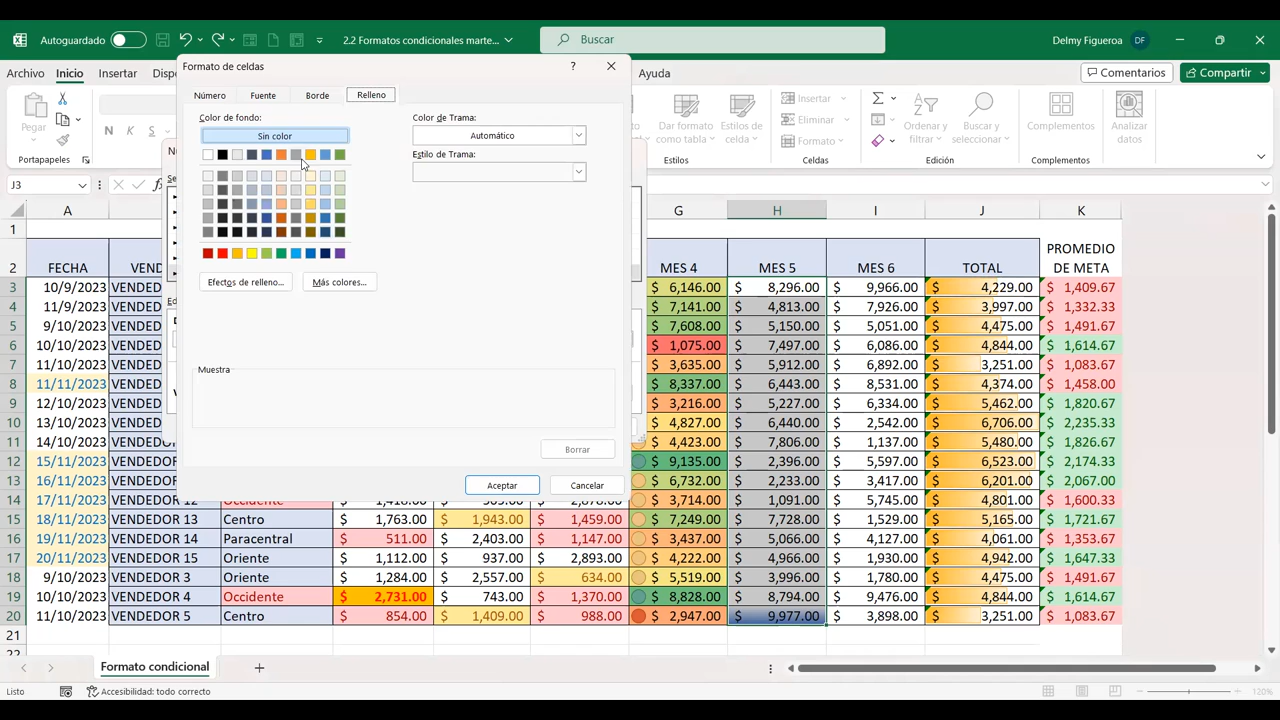 Autoguardado
2.2 Formatos condicionales marte...
Buscar
Delmy Figueroa
DF
Archivo
Inicio
Insertar
Ayuda
Comentarios
Compartir
Pegar
N K S
Portapapeles
Dar formato a tabla
Estilos de celda
Estilos
Insertar
Eliminar
Formato
Celdas
Ordenar y filtrar
Buscar y seleccionar
Edición
Complementos
Complementos
Analizar datos
Formato de celdas
? ×
Número
Fuente
Borde
Relleno
Color de fondo:
Sin color
Efectos de relleno...
Más colores...
Color de Trama:
Automático
Estilo de Trama:
Muestra
Borrar
Aceptar
Cancelar
J3
A G H I J K
1
2 FECHA MES 4 MES 5 MES 6 TOTAL PROMEDIO DE META
3 10/9/2023 $ 6,146.00 $ 8,296.00 $ 9,966.00 $ 4,229.00 $ 1,409.67
4 11/9/2023 $ 7,141.00 $ 4,813.00 $ 7,926.00 $ 3,997.00 $ 1,332.33
5 9/10/2023 $ 7,608.00 $ 5,150.00 $ 5,051.00 $ 4,475.00 $ 1,491.67
6 10/10/2023 $ 1,075.00 $ 7,497.00 $ 6,086.00 $ 4,844.00 $ 1,614.67
7 11/10/2023 $ 3,635.00 $ 5,912.00 $ 6,892.00 $ 3,251.00 $ 1,083.67
8 11/11/2023 $ 8,337.00 $ 6,443.00 $ 8,531.00 $ 4,374.00 $ 1,458.00
9 12/10/2023 $ 3,216.00 $ 5,227.00 $ 6,334.00 $ 5,462.00 $ 1,820.67
10 13/10/2023 $ 4,827.00 $ 6,440.00 $ 2,542.00 $ 6,706.00 $ 2,235.33
11 14/10/2023 $ 4,423.00 $ 7,806.00 $ 1,137.00 $ 5,480.00 $ 1,826.67
12 15/11/2023 $ 9,135.00 $ 2,396.00 $ 5,597.00 $ 6,523.00 $ 2,174.33
13 16/11/2023 $ 6,732.00 $ 2,233.00 $ 3,417.00 $ 6,201.00 $ 2,067.00
14 17/11/2023 $ 3,714.00 $ 1,091.00 $ 5,745.00 $ 4,801.00 $ 1,600.33
15 18/11/2023 VENDEDOR 13 Centro $ 1,763.00 $ 1,943.00 $ 1,459.00 $ 7,249.00 $ 7,728.00 $ 1,529.00 $ 5,165.00 $ 1,721.67
16 19/11/2023 VENDEDOR 14 Paracentral $ 511.00 $ 2,403.00 $ 1,147.00 $ 3,437.00 $ 5,066.00 $ 4,127.00 $ 4,061.00 $ 1,353.67
17 20/11/2023 VENDEDOR 15 Oriente $ 1,112.00 $ 937.00 $ 2,893.00 $ 4,222.00 $ 4,966.00 $ 1,930.00 $ 4,942.00 $ 1,647.33
18 9/10/2023 VENDEDOR 3 Oriente $ 1,284.00 $ 2,557.00 $ 634.00 $ 5,519.00 $ 3,996.00 $ 1,780.00 $ 4,475.00 $ 1,491.67
19 10/10/2023 VENDEDOR 4 Occidente $ 2,731.00 $ 743.00 $ 1,370.00 $ 8,828.00 $ 8,794.00 $ 9,476.00 $ 4,844.00 $ 1,614.67
20 11/10/2023 VENDEDOR 5 Centro $ 854.00 $ 1,409.00 $ 988.00 $ 2,947.00 $ 9,977.00 $ 3,898.00 $ 3,251.00 $ 1,083.67
21
22
Formato condicional
Listo
Accesibilidad: todo correcto
120%